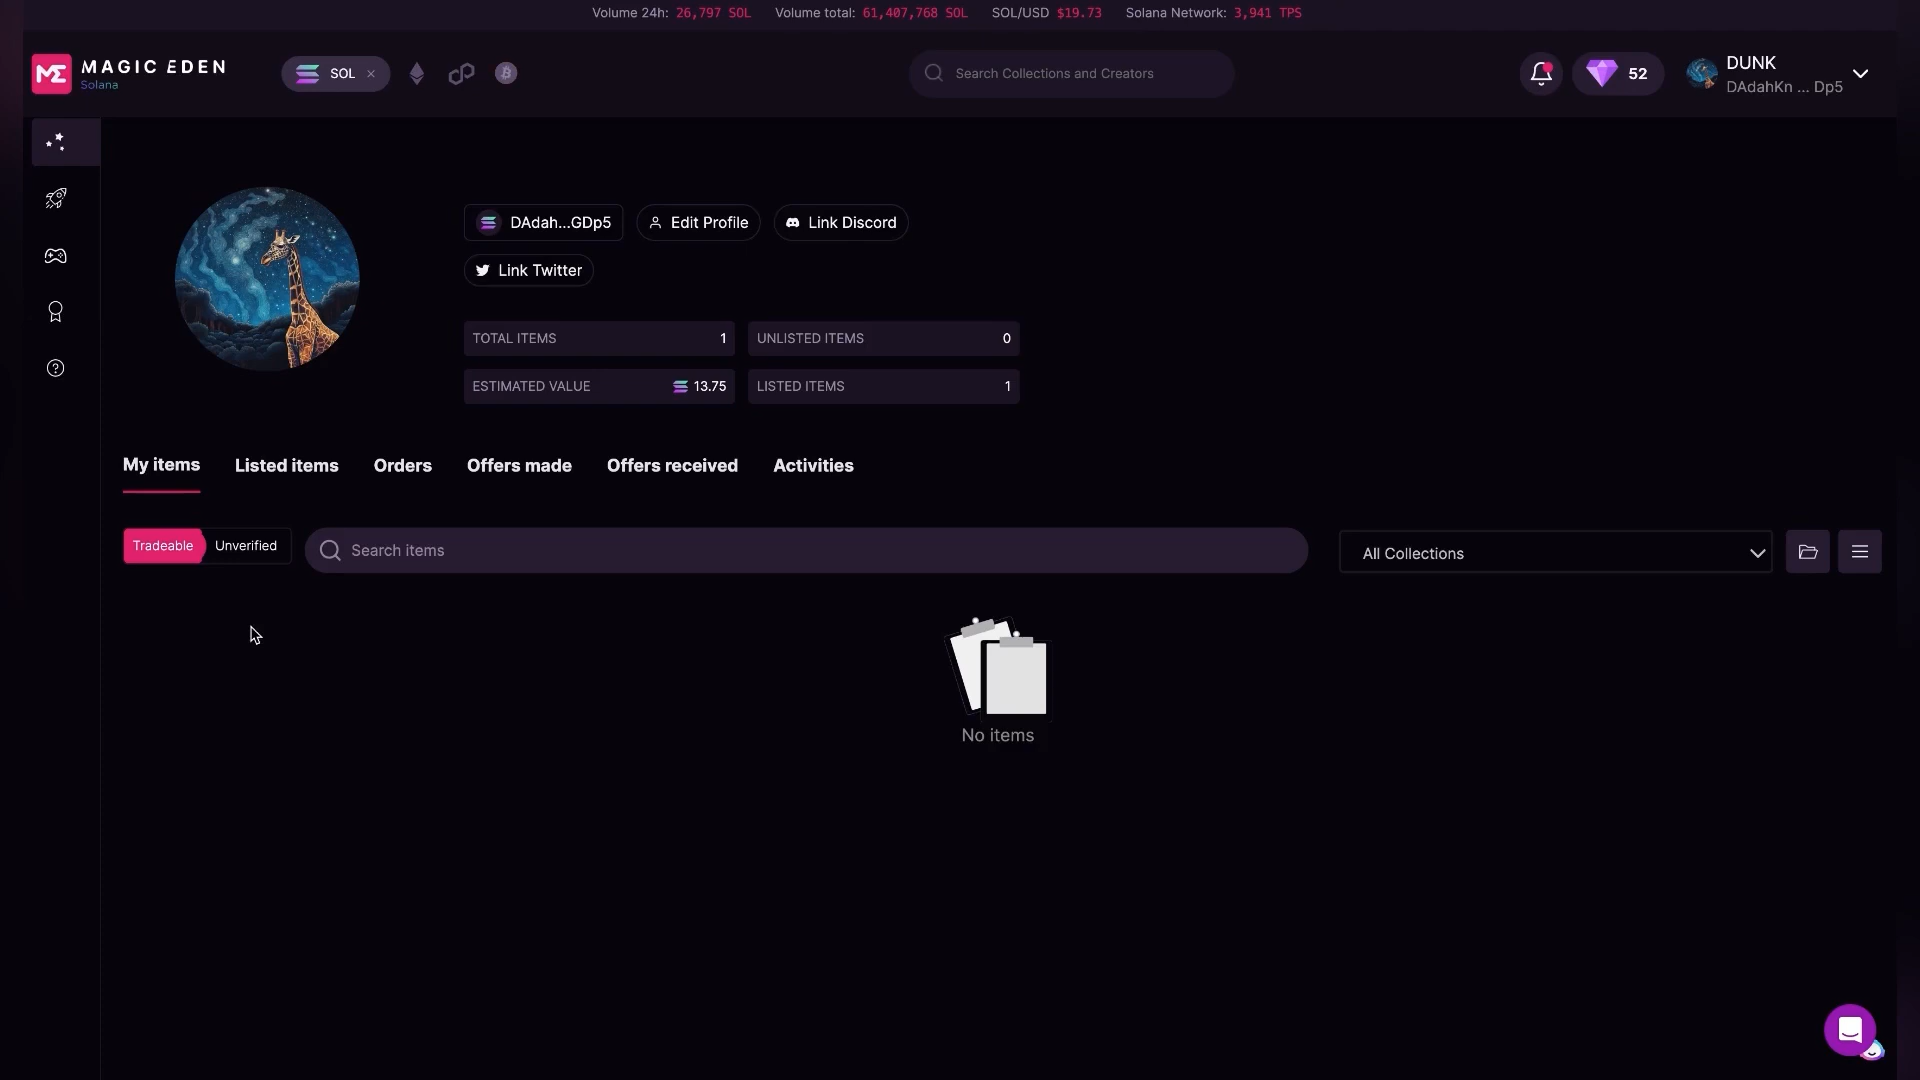 Volume 24h: 26,797 SOL Volume total: 61,407,768 SOL SOL/USD $19.73 Solana Network: 3,941 TPS
MAGIC EDEN
Solana
SOL
Search Collections and Creators
52
DUNK
DAdahKn ... Dp5
DAdah...GDp5
Edit Profile
Link Discord
Link Twitter
TOTAL ITEMS 1
UNLISTED ITEMS 0
ESTIMATED VALUE 13.75
LISTED ITEMS 1
My items
Listed items
Orders
Offers made
Offers received
Activities
Tradeable
Unverified
Search items
All Collections
No items